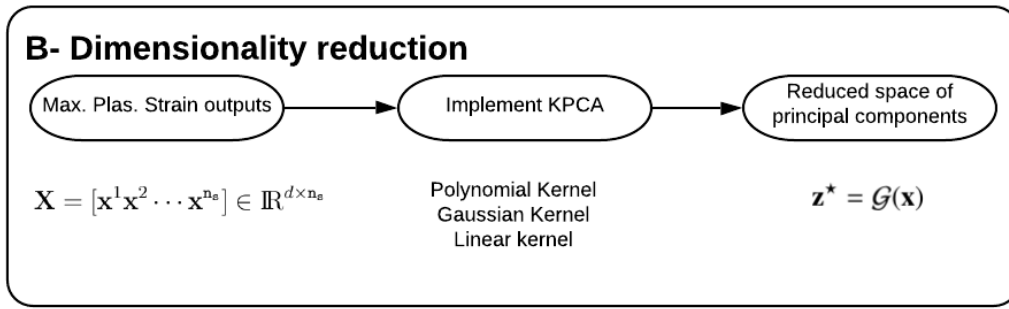 B- Dimensionality reduction
Max. Plas. Strain outputs
Implement KPCA
Reduced space of
principal components
X = [x¹x² ⋯ xⁿˢ] ∈ ℝ^{d×nₛ}
Polynomial Kernel
Gaussian Kernel
Linear kernel
z* = 𝒢(x)